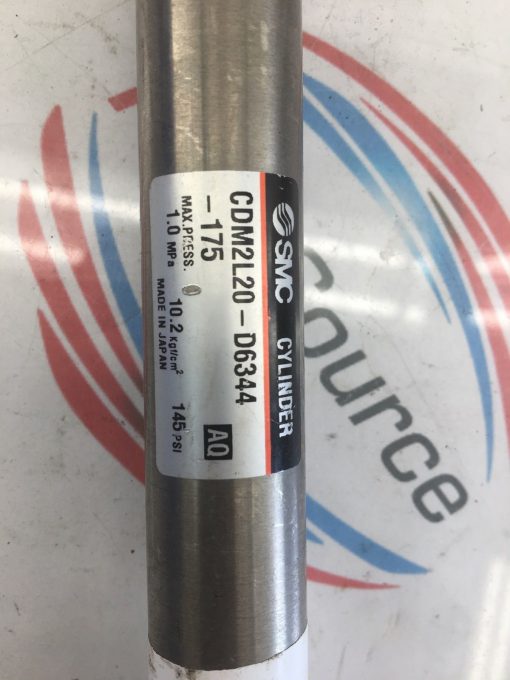 SMC CYLINDER
CDM2L20-D6344
-175
MAX.PRESS.
1.0 MPa 10.2 Kgf/cm² 145 PSI
MADE IN JAPAN
AQ
Source